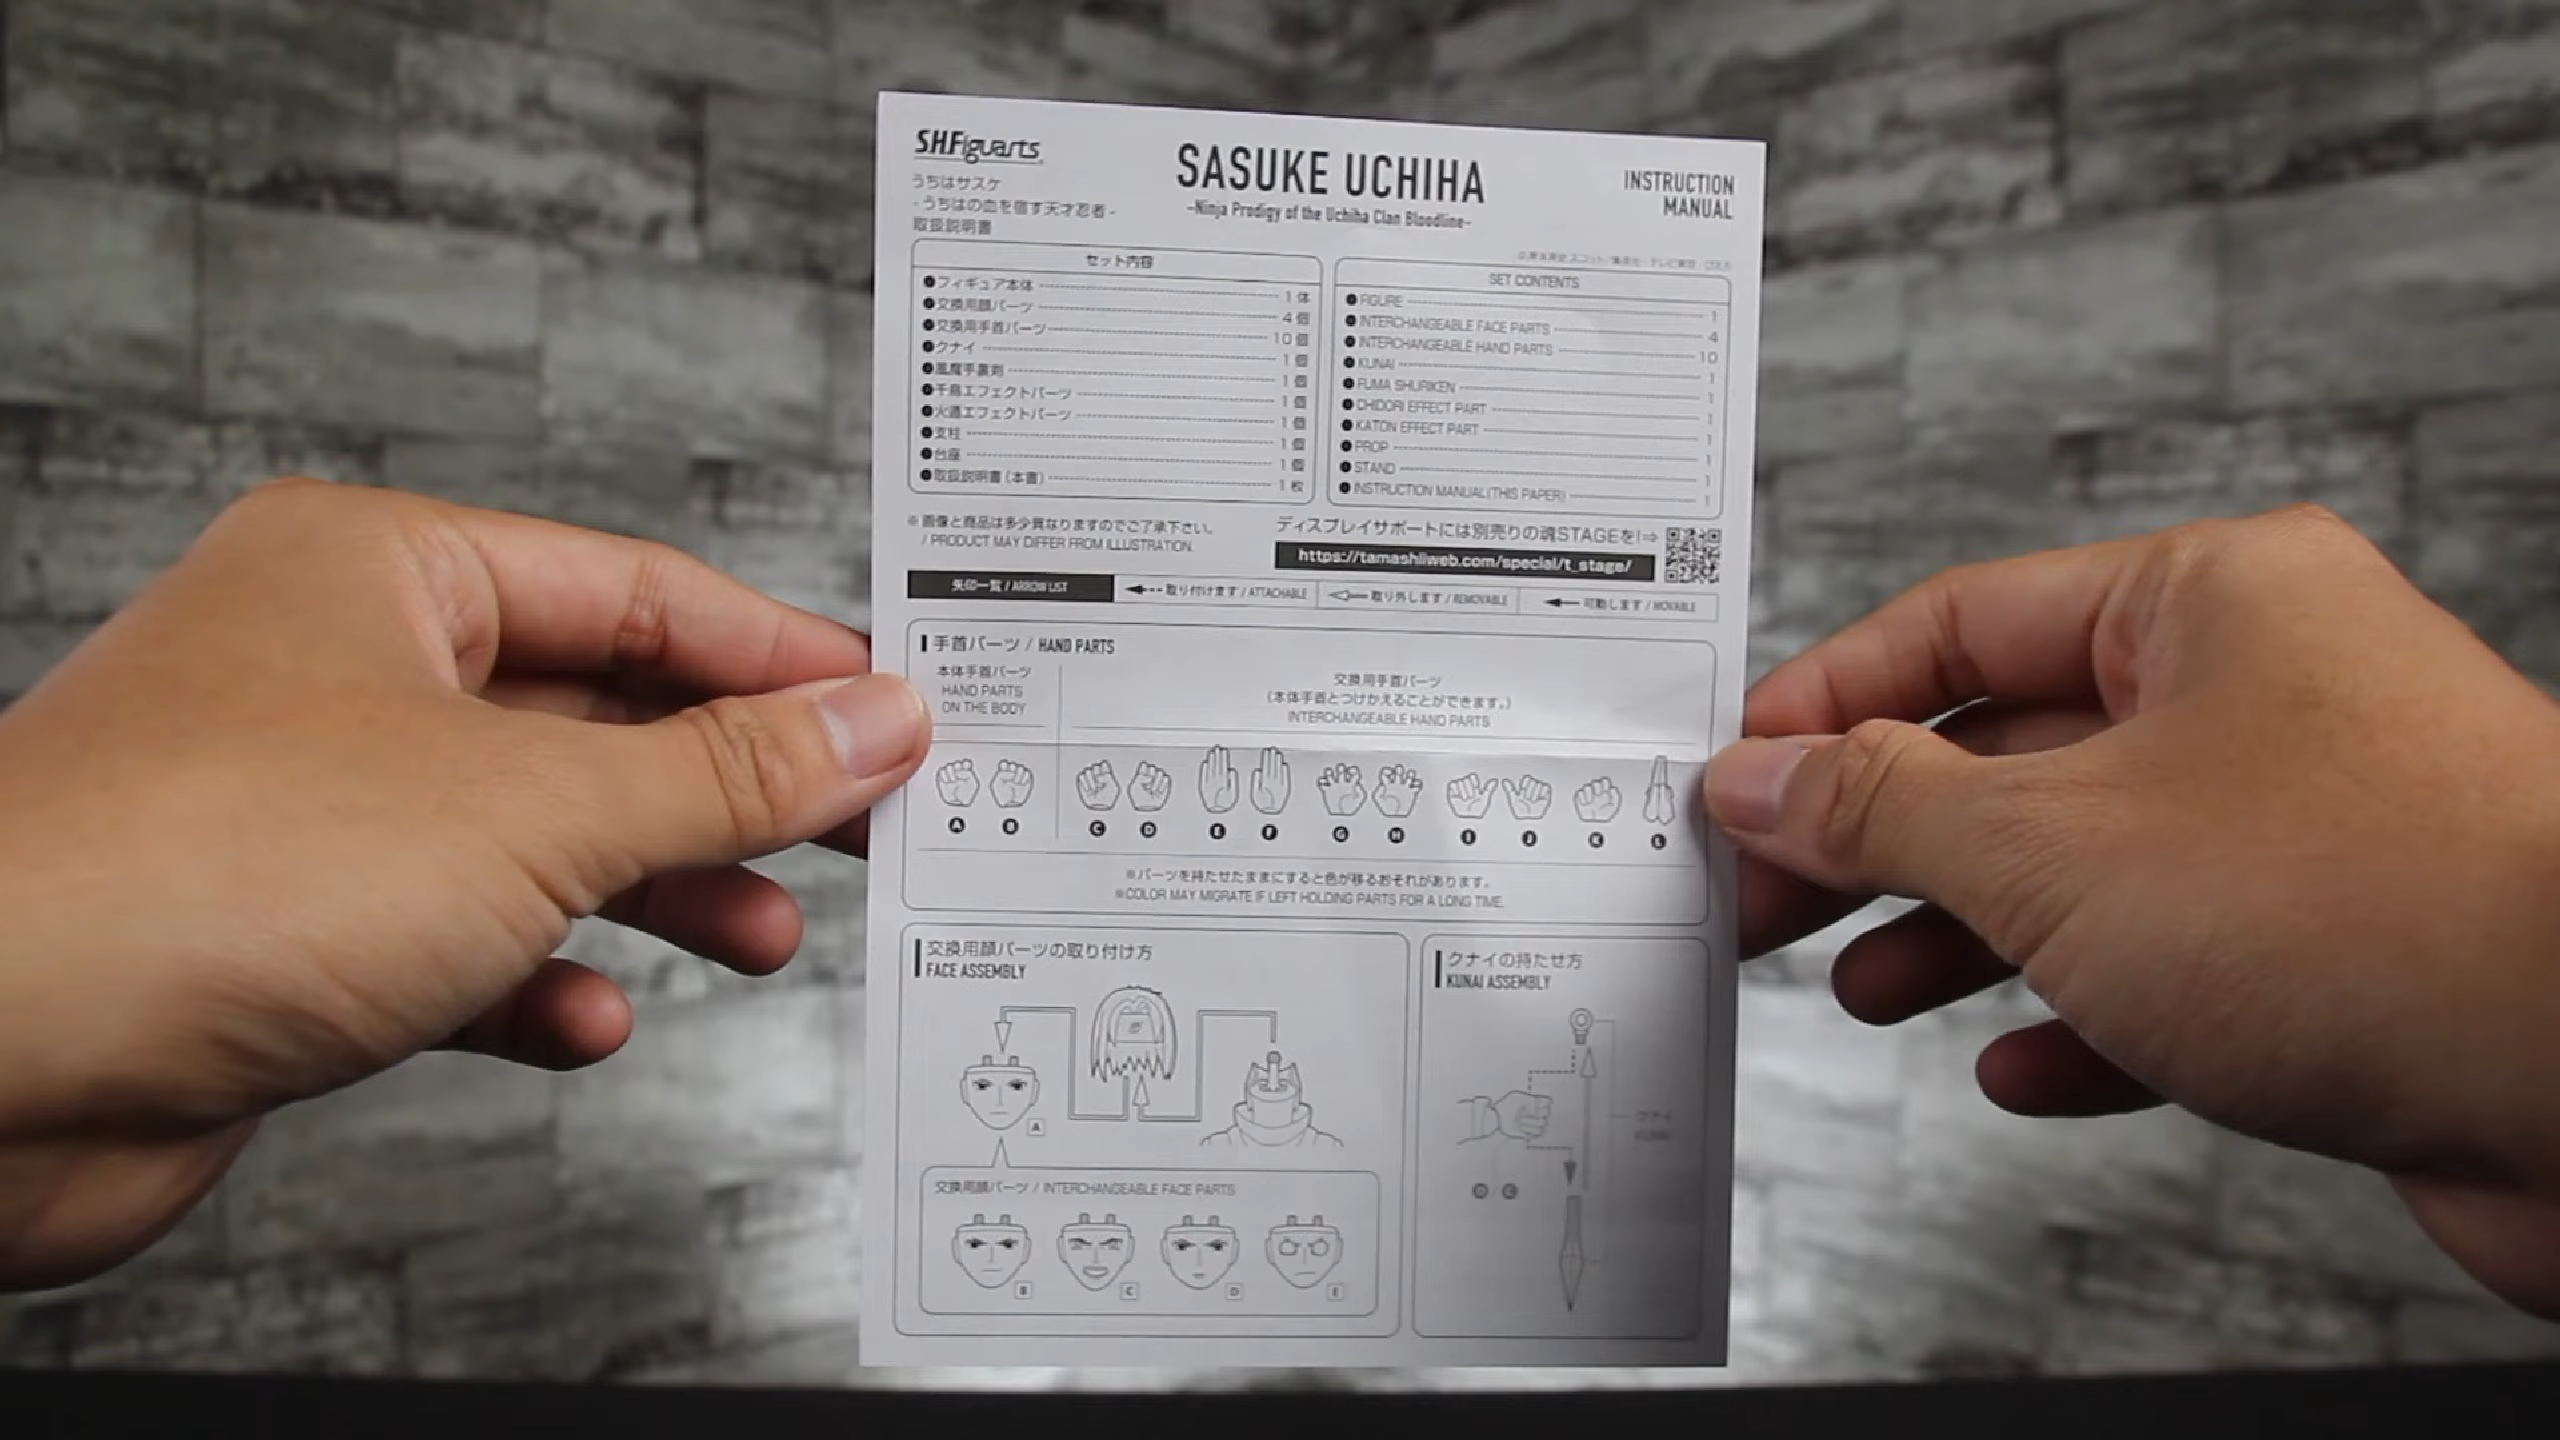 S.H.Figuarts
うちはサスケ
-うちはの血を宿す天才忍者-
取扱説明書
SASUKE UCHIHA
-Ninja Prodigy of the Uchiha Clan Bloodline-
INSTRUCTION
MANUAL
セット内容
●フィギュア本体 1体
●交換用顔パーツ 4個
●交換用手首パーツ 10個
●クナイ 1個
●風魔手裏剣 1個
●千鳥エフェクトパーツ 1個
●火遁エフェクトパーツ 1個
●支柱 1個
●台座 1個
●取扱説明書(本書) 1枚
SET CONTENTS
●FIGURE 1
●INTERCHANGEABLE FACE PARTS 4
●INTERCHANGEABLE HAND PARTS 10
●KUNAI 1
●FUMA SHURIKEN 1
●CHIDORI EFFECT PART 1
●KATON EFFECT PART 1
●PROP 1
●STAND 1
●INSTRUCTION MANUAL(THIS PAPER) 1
※画像と商品は多少異なりますのでご了承下さい。
/ PRODUCT MAY DIFFER FROM ILLUSTRATION.
ディスプレイサポートには別売りの魂STAGEを!⇒
https://tamashiiweb.com/special/t_stage/
矢印一覧 / ARROW LIST
取り付けます / ATTACHABLE
取り外します / REMOVABLE
可動します / MOVABLE
手首パーツ / HAND PARTS
本体手首パーツ
HAND PARTS
ON THE BODY
交換用手首パーツ
(本体手首とつけかえることができます。)
INTERCHANGEABLE HAND PARTS
A B C D E F G H I J K L
※パーツを持たせたままにすると色が移るおそれがあります。
※COLOR MAY MIGRATE IF LEFT HOLDING PARTS FOR A LONG TIME.
交換用顔パーツの取り付け方
FACE ASSEMBLY
A
交換用顔パーツ / INTERCHANGEABLE FACE PARTS
B C D E
クナイの持たせ方
KUNAI ASSEMBLY
クナイ
KUNAI